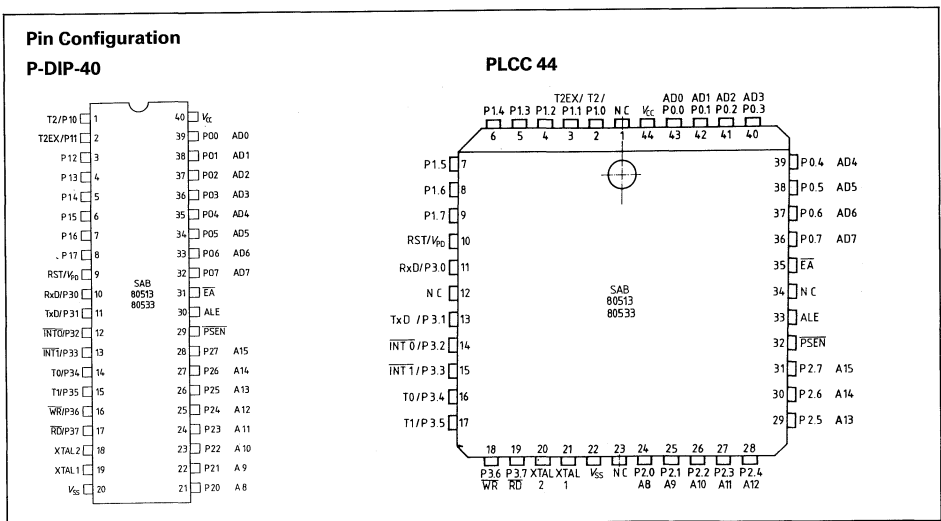 Pin Configuration
P-DIP-40
T2/P10 1
T2EX/P11 2
P12 3
P13 4
P14 5
P15 6
P16 7
P17 8
RST/VPD 9
RxD/P30 10
TxD/P31 11
INT0/P32 12
INT1/P33 13
T0/P34 14
T1/P35 15
WR/P36 16
RD/P37 17
XTAL2 18
XTAL1 19
VSS 20
SAB
80513
80533
40 VCC
39 P00 AD0
38 P01 AD1
37 P02 AD2
36 P03 AD3
35 P04 AD4
34 P05 AD5
33 P06 AD6
32 P07 AD7
31 EA
30 ALE
29 PSEN
28 P27 A15
27 P26 A14
26 P25 A13
25 P24 A12
24 P23 A11
23 P22 A10
22 P21 A9
21 P20 A8
PLCC 44
T2EX/ T2/ AD0 AD1 AD2 AD3
P1.4 P1.3 P1.2 P1.1 P1.0 NC VCC P0.0 P0.1 P0.2 P0.3
6 5 4 3 2 1 44 43 42 41 40
P1.5 7
P1.6 8
P1.7 9
RST/VPD 10
RxD/P3.0 11
NC 12
TxD /P3.1 13
INT 0/P3.2 14
INT 1/P3.3 15
T0/P3.4 16
T1/P3.5 17
SAB
80513
80533
39 P0.4 AD4
38 P0.5 AD5
37 P0.6 AD6
36 P0.7 AD7
35 EA
34 NC
33 ALE
32 PSEN
31 P2.7 A15
30 P2.6 A14
29 P2.5 A13
18 19 20 21 22 23 24 25 26 27 28
P3.6 P3.7 XTAL XTAL VSS NC P2.0 P2.1 P2.2 P2.3 P2.4
WR RD 2 1 A8 A9 A10 A11 A12